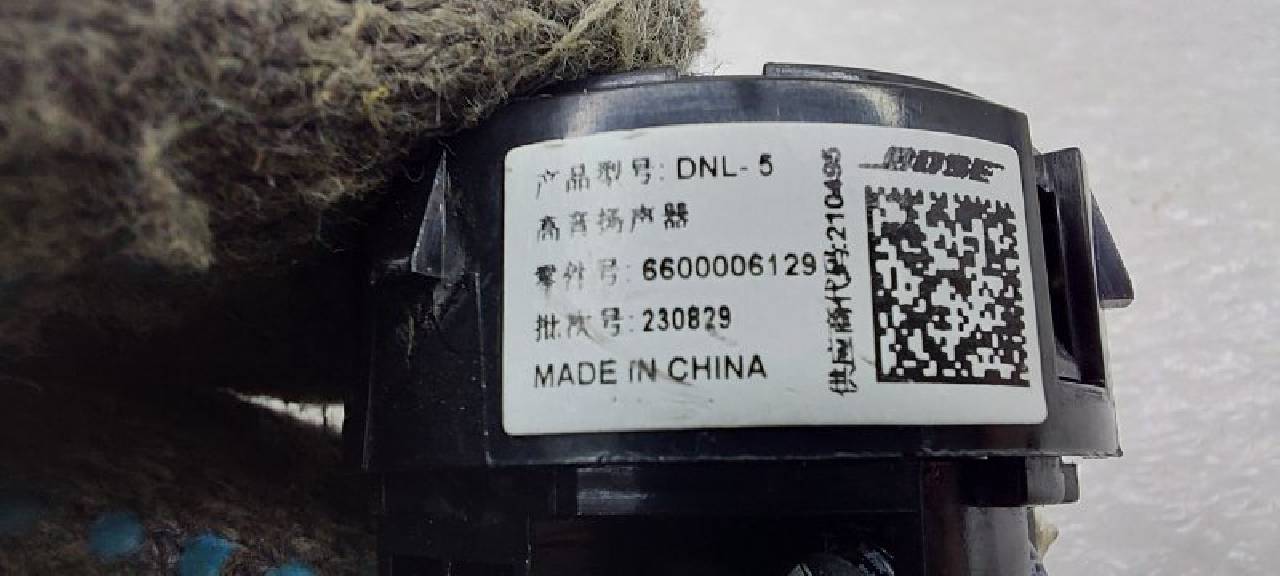 产品型号: DNL-5
高音扬声器
零件号: 6600006129
批次号: 230829
MADE IN CHINA
供应商代码:210495
BOSE